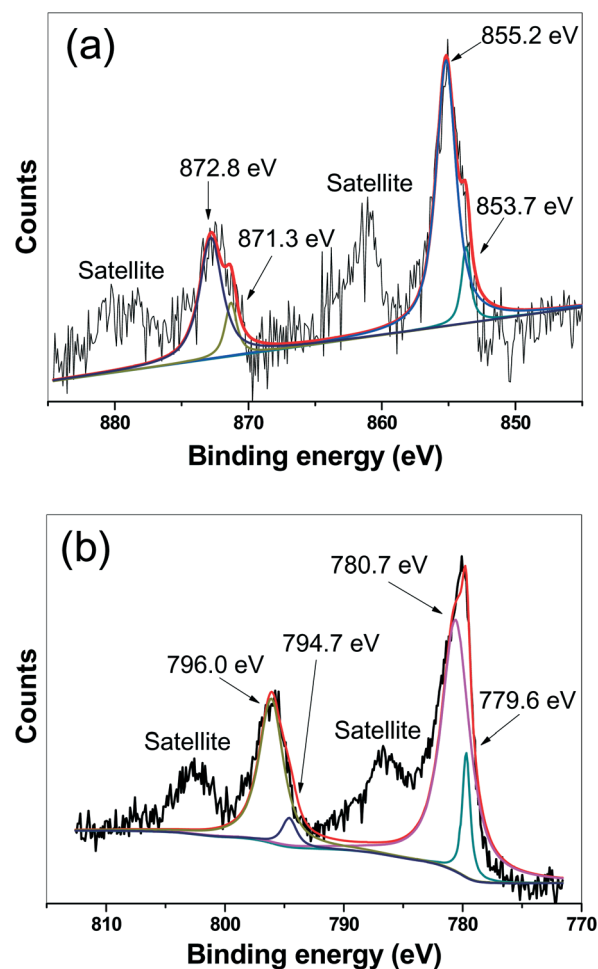 (a)
855.2 eV
872.8 eV
Satellite
853.7 eV
871.3 eV
Satellite
Counts
880
870
860
850
Binding energy (eV)
(b)
780.7 eV
794.7 eV
796.0 eV
779.6 eV
Satellite
Satellite
Counts
810
800
790
780
770
Binding energy (eV)